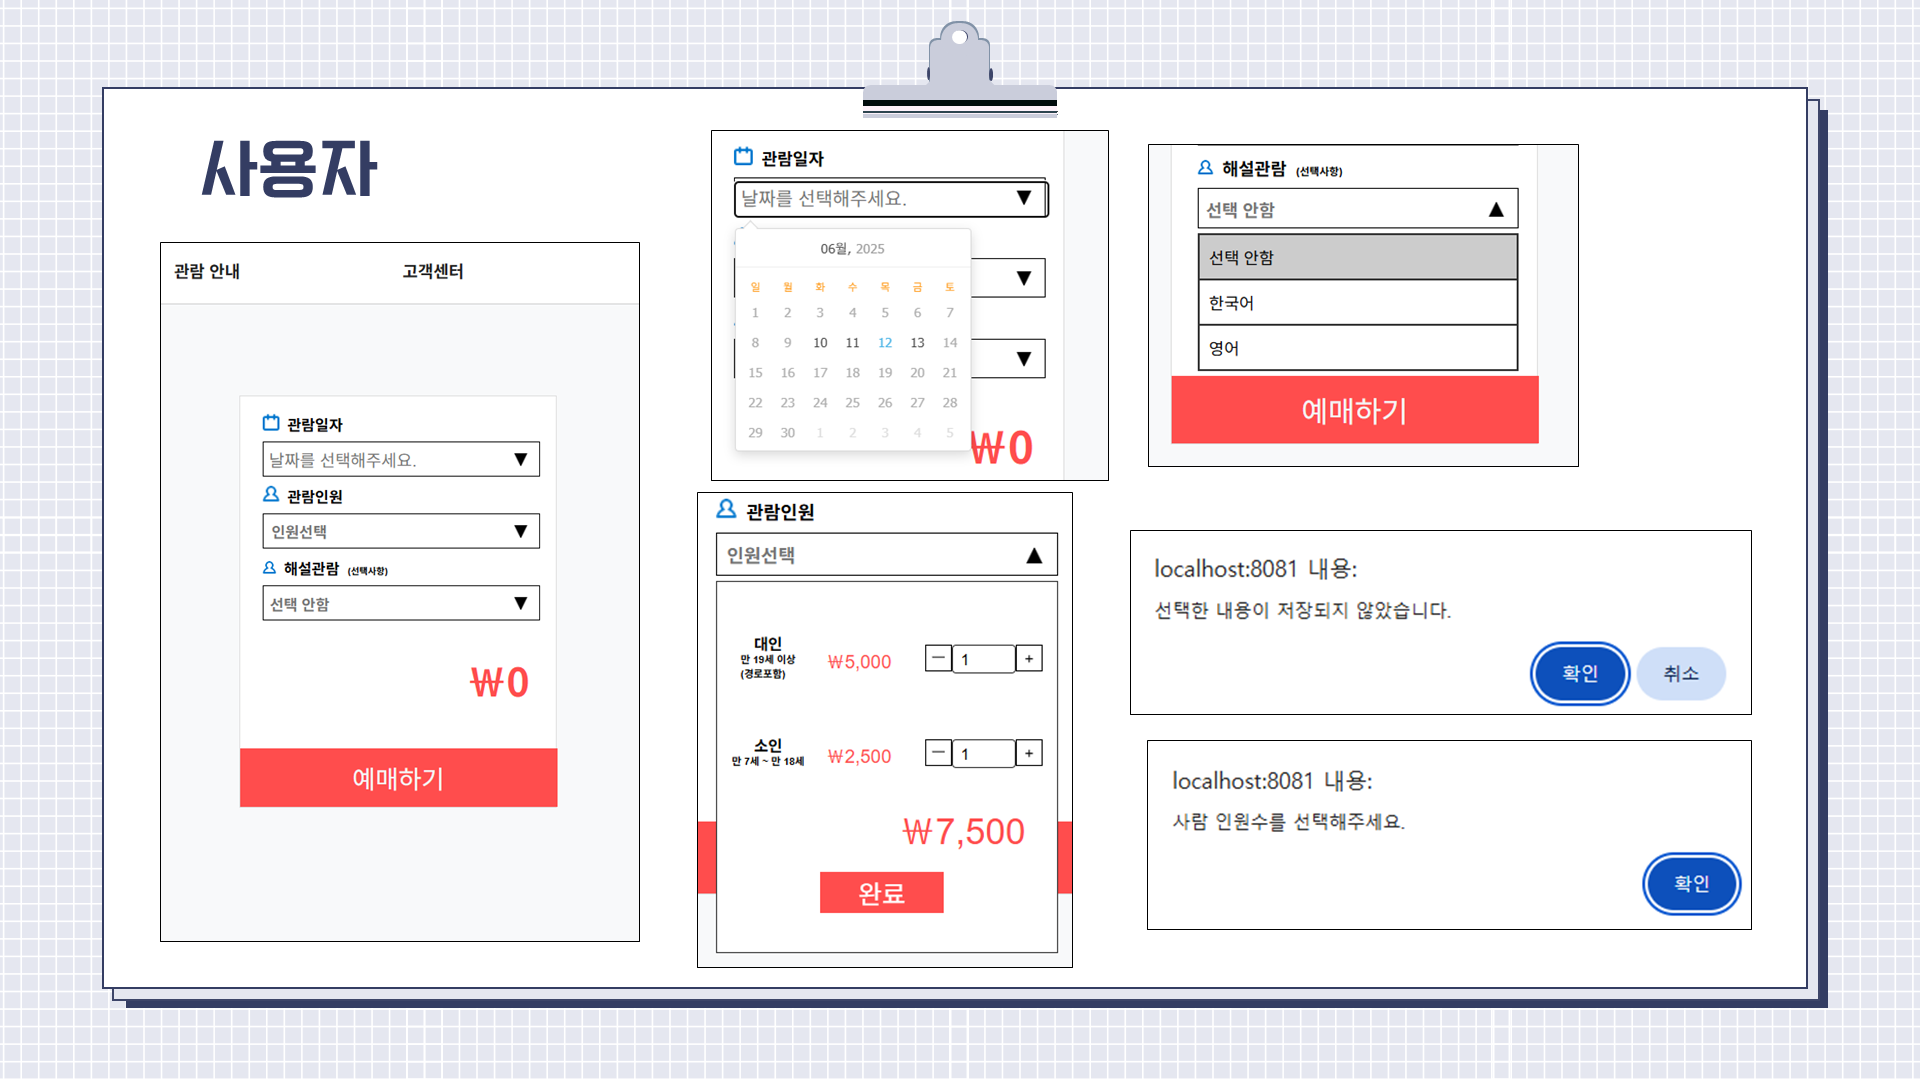 사용자
관람 안내 고객센터
관람일자
날짜를 선택해주세요. ▼
관람인원
인원선택 ▼
해설관람 (선택사항)
선택 안함 ▼
₩0
예매하기
관람일자
날짜를 선택해주세요. ▼
06월, 2025
일 월 화 수 목 금 토
1 2 3 4 5 6 7
8 9 10 11 12 13 14
15 16 17 18 19 20 21
22 23 24 25 26 27 28
29 30 1 2 3 4 5
▼
▼
₩0
관람인원
인원선택 ▲
대인
만 19세 이상
(경로포함)
₩5,000
— 1 +
소인
만 7세 ~ 만 18세
₩2,500
— 1 +
₩7,500
완료
해설관람 (선택사항)
선택 안함 ▲
선택 안함
한국어
영어
예매하기
localhost:8081 내용:
선택한 내용이 저장되지 않았습니다.
확인 취소
localhost:8081 내용:
사람 인원수를 선택해주세요.
확인